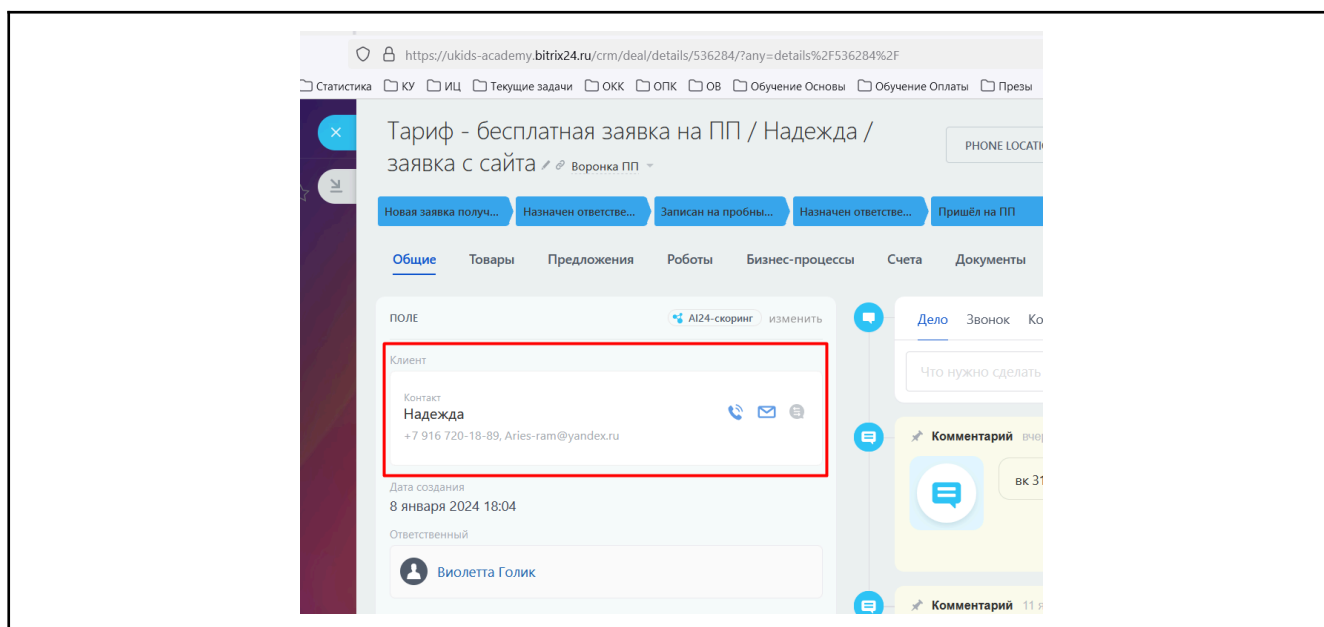 https://ukids-academy.bitrix24.ru/crm/deal/details/536284/?any=details%2F536284%2F
Статистика КУ ИЦ Текущие задачи ОКК ОПК ОВ Обучение Основы Обучение Оплаты Презы
Тариф - бесплатная заявка на ПП / Надежда /
заявка с сайта Воронка ПП
PHONE LOCATI
Новая заявка получ... Назначен ответстве... Записан на пробны... Назначен ответстве... Пришёл на ПП
Общие Товары Предложения Роботы Бизнес-процессы Счета Документы
ПОЛЕ AI24-скоринг изменить
Дело Звонок Ко
Клиент
Что нужно сделать
Контакт
Надежда
+7 916 720-18-89, Aries-ram@yandex.ru
Комментарий вчер
вк 31
Дата создания
8 января 2024 18:04
Ответственный
Виолетта Голик
Комментарий 11 я